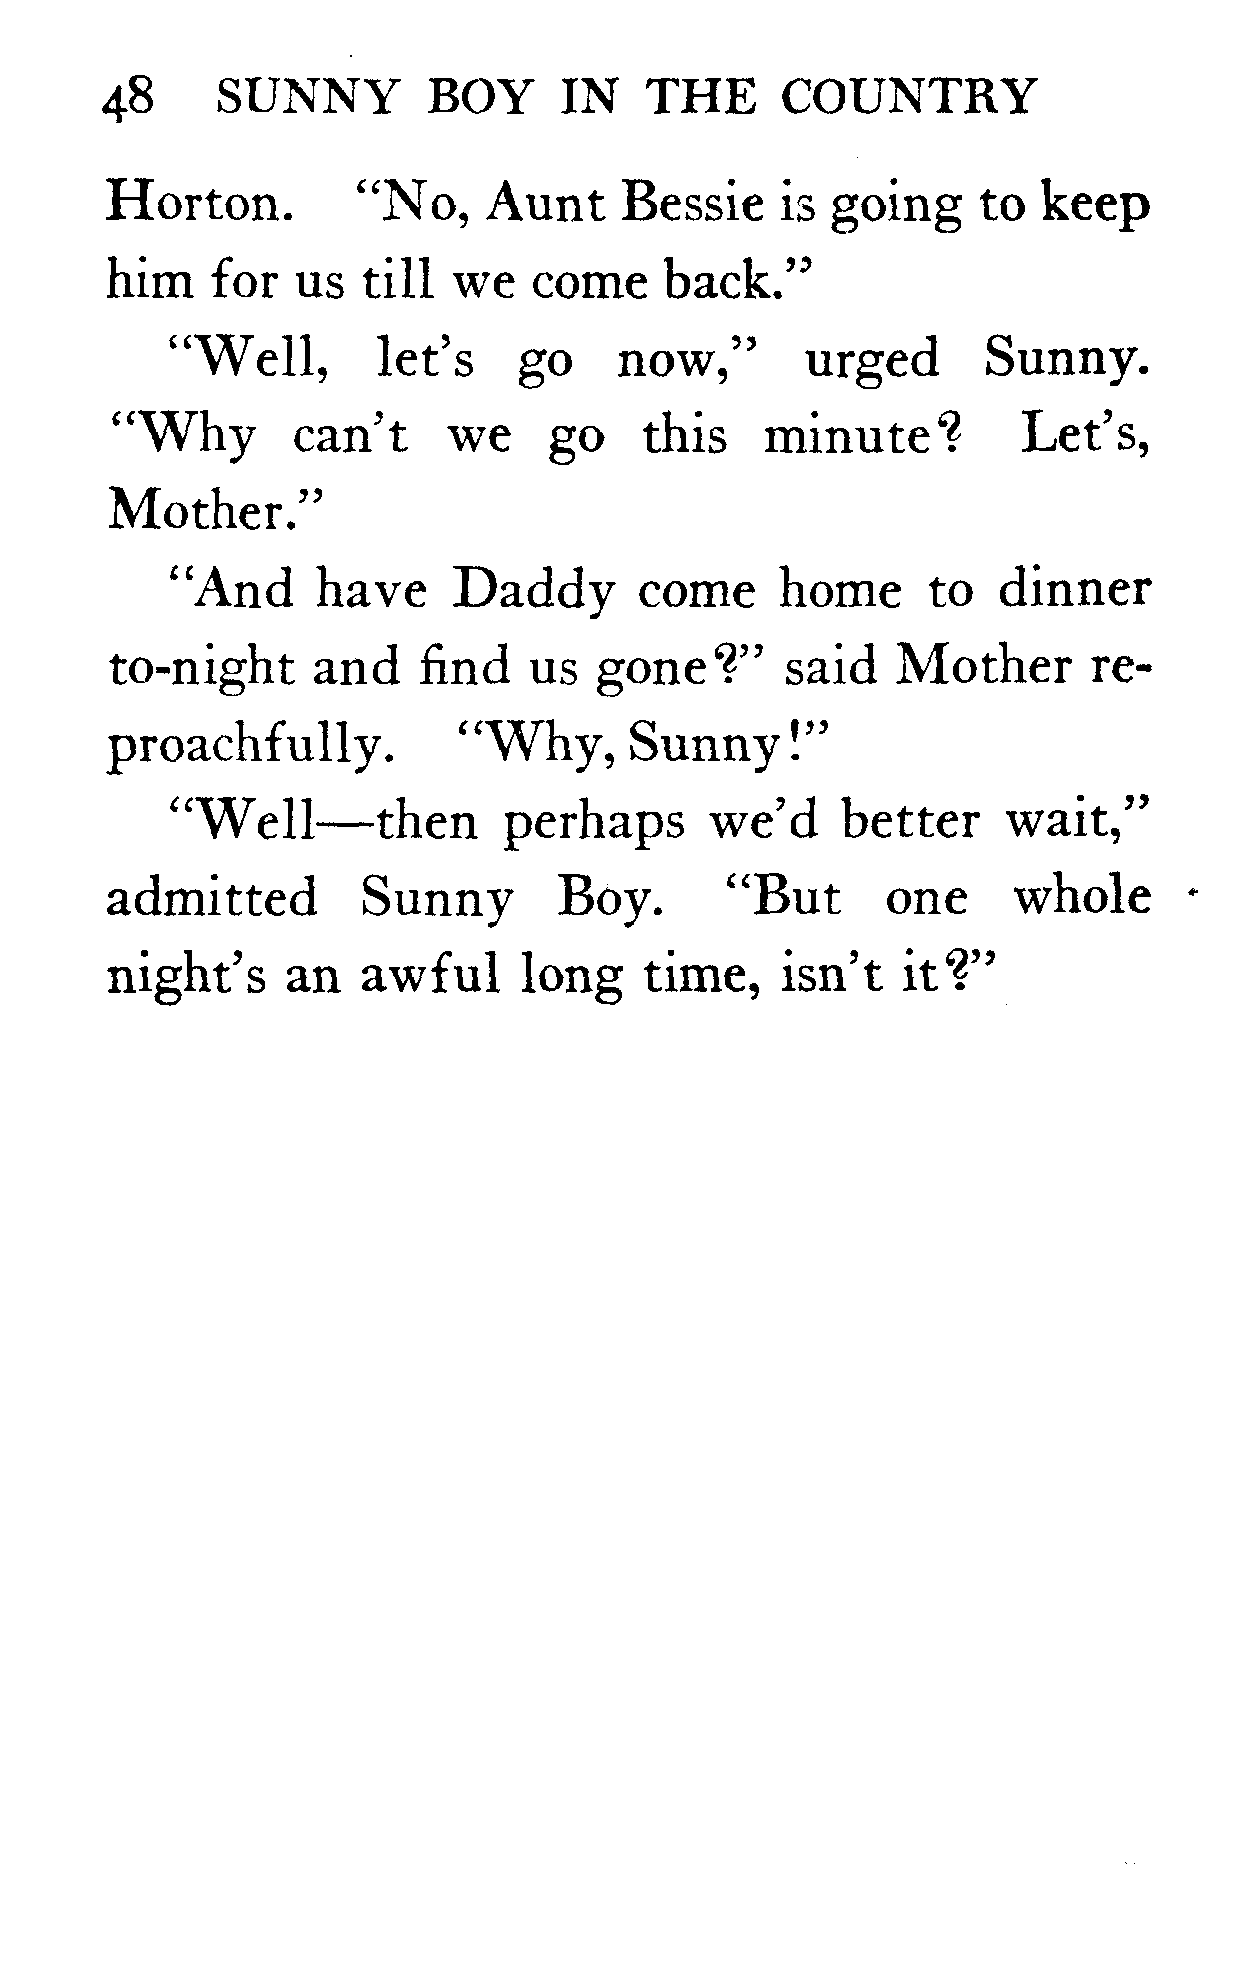 48 SUNNY BOY IN THE COUNTRY
Horton. "No, Aunt Bessie is going to keep
him for us till we come back."
"Well, let's go now," urged Sunny.
"Why can't we go this minute? Let's,
Mother."
"And have Daddy come home to dinner
to-night and find us gone?" said Mother re-
proachfully. "Why, Sunny!"
"Well—then perhaps we'd better wait,"
admitted Sunny Boy. "But one whole
night's an awful long time, isn't it?"